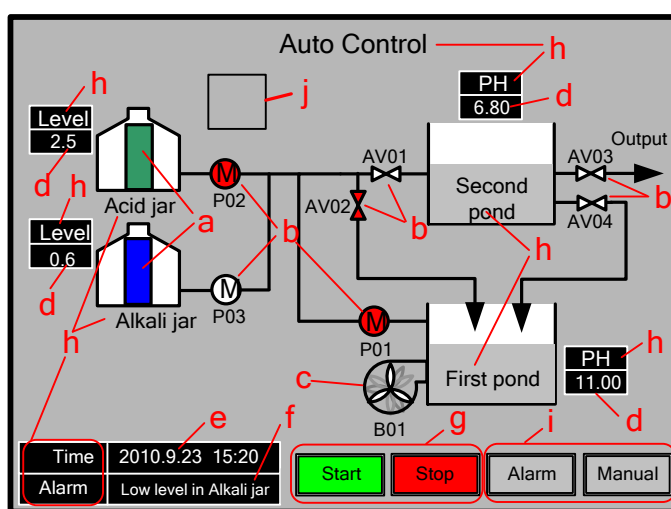 Auto Control
h
h
PH
6.80
d
j
h
Level
2.5
d
Acid jar
a
M
P02
AV01
AV02
b
Second
pond
AV03
Output
b
AV04
h
Level
0.6
d
h
Alkali jar
M
P03
b
h
M
P01
c
B01
First pond
PH
11.00
h
d
e
f
g
i
Time
2010.9.23 15:20
Alarm
Low level in Alkali jar
Start
Stop
Alarm
Manual